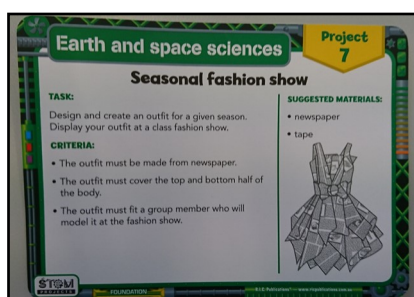 Earth and space sciences
Project
7
Seasonal fashion show
TASK:
Design and create an outfit for a given season.
Display your outfit at a class fashion show.
CRITERIA:
• The outfit must be made from newspaper.
• The outfit must cover the top and bottom half of
the body.
• The outfit must fit a group member who will
model it at the fashion show.
SUGGESTED MATERIALS:
• newspaper
• tape
STEM
PROJECTS
FOUNDATION